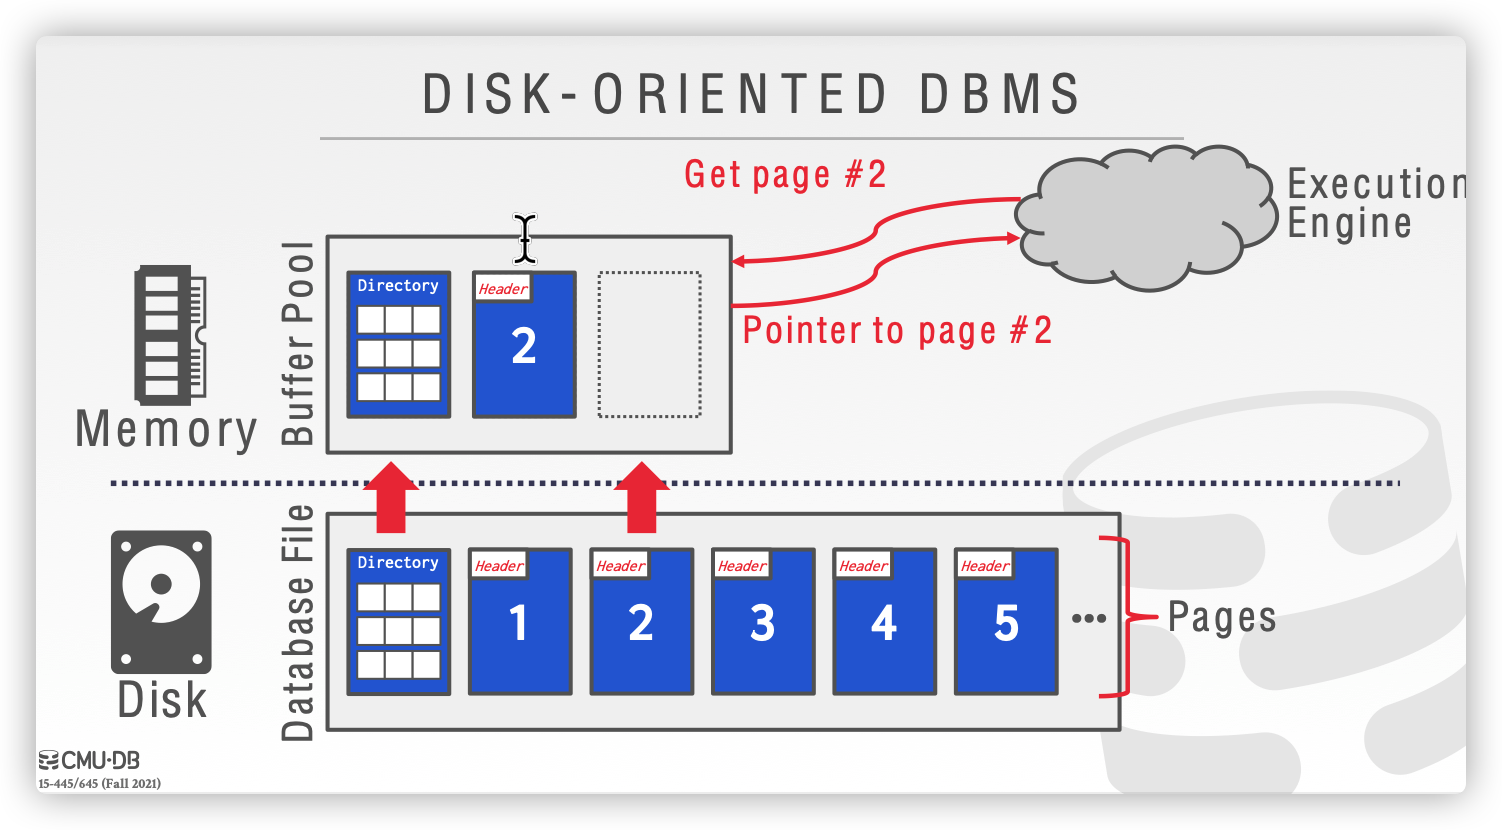 DISK-ORIENTED DBMS
Get page #2
Execution
Engine
Pointer to page #2
Memory
Buffer Pool
Directory
Header
2
Disk
Database File
Directory
Header
1
Header
2
Header
3
Header
4
Header
5
...
Pages
CMU·DB
15-445/645 (Fall 2021)